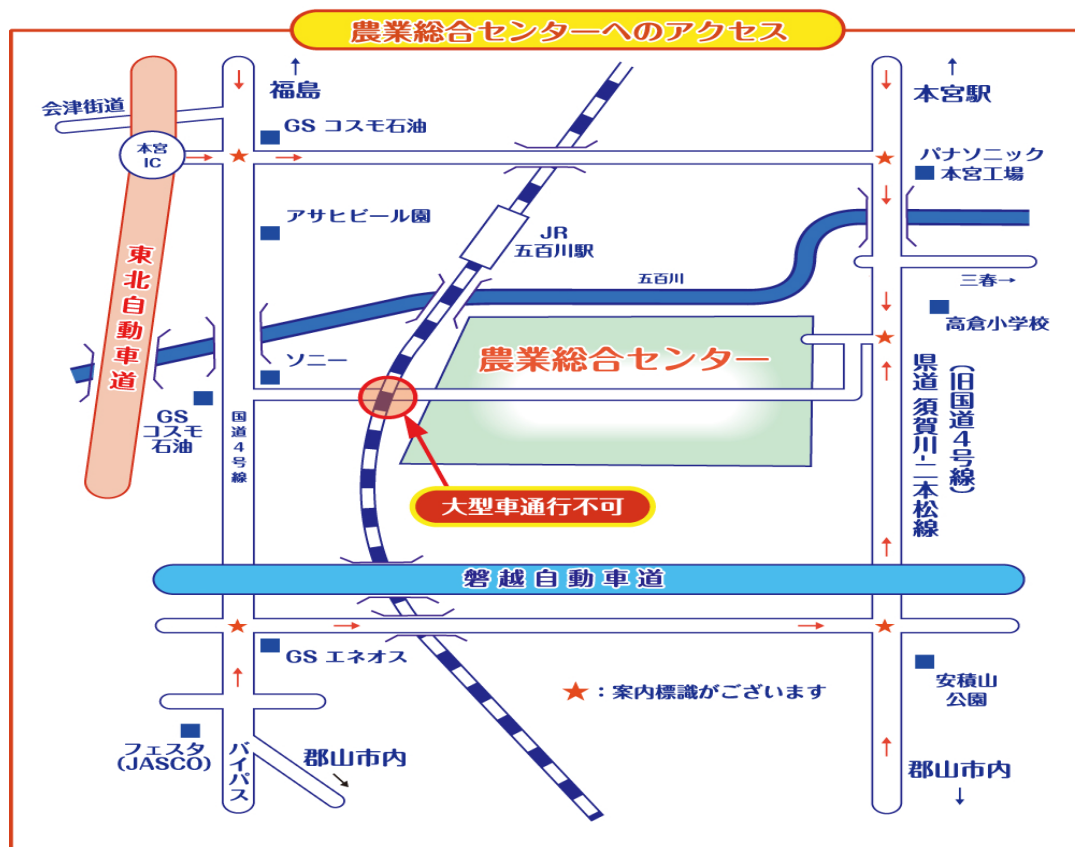 農業総合センターへのアクセス
↑
福島
↑
本宮駅
会津街道
GS コスモ石油
本宮
IC
パナソニック
本宮工場
アサヒビール園
JR
五百川駅
東北自動車道
五百川
三春→
高倉小学校
ソニー
農業総合センター
GS
コスモ
石油
国道4号線
県道 須賀川-二本松線
(旧国道4号線)
大型車通行不可
磐越自動車道
GS エネオス
★:案内標識がございます
安積山
公園
フェスタ
(JASCO)
バイパス
郡山市内
郡山市内
↓